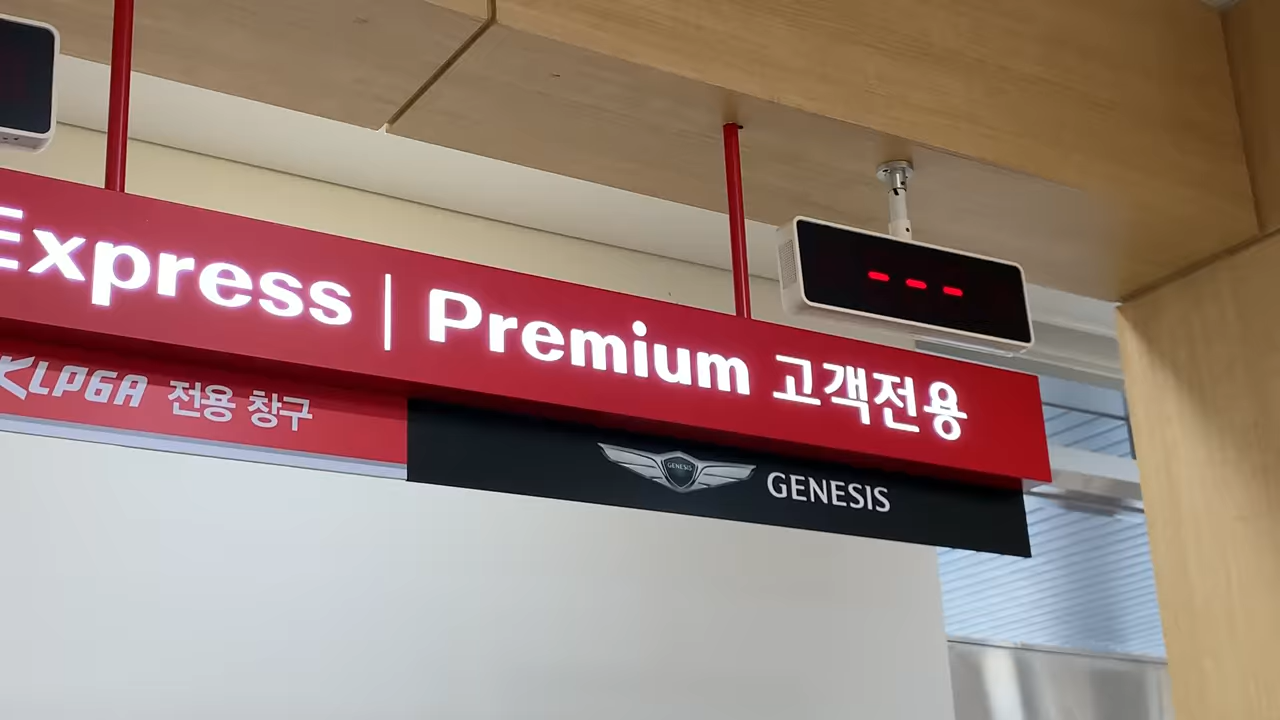 Express | Premium 고객전용
KLPGA 전용 창구
GENESIS
GENESIS
---